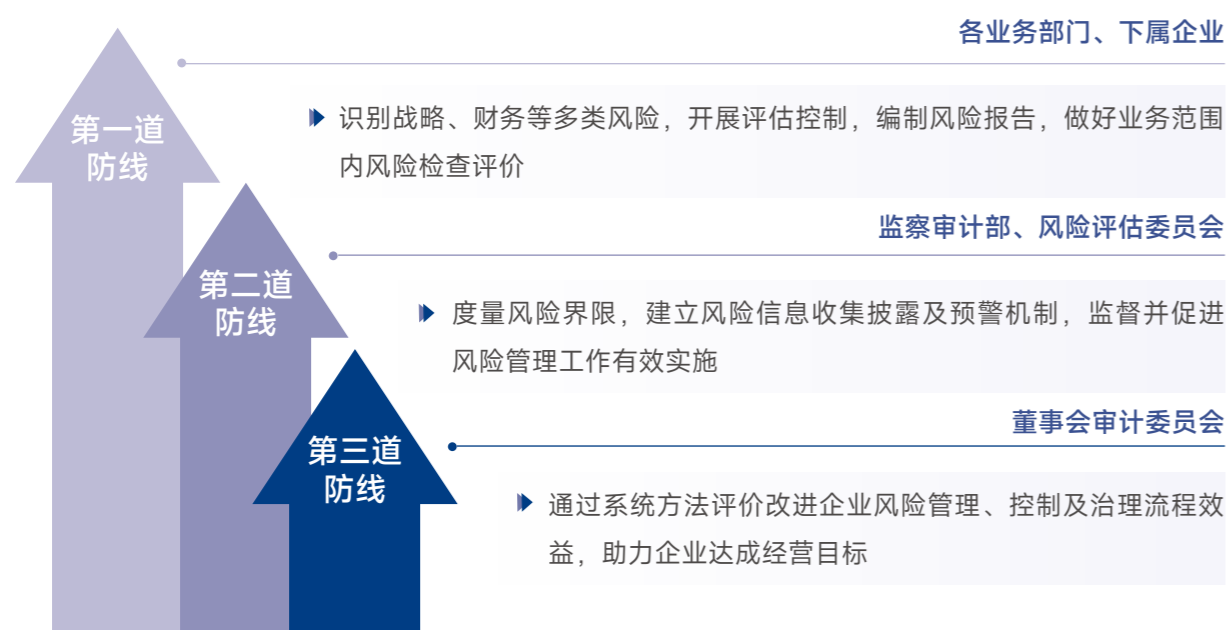 各业务部门、下属企业
第一道
防线
识别战略、财务等多类风险，开展评估控制，编制风险报告，做好业务范围
内风险检查评价
监察审计部、风险评估委员会
第二道
防线
度量风险界限，建立风险信息收集披露及预警机制，监督并促进
风险管理工作有效实施
董事会审计委员会
第三道
防线
通过系统方法评价改进企业风险管理、控制及治理流程效
益，助力企业达成经营目标